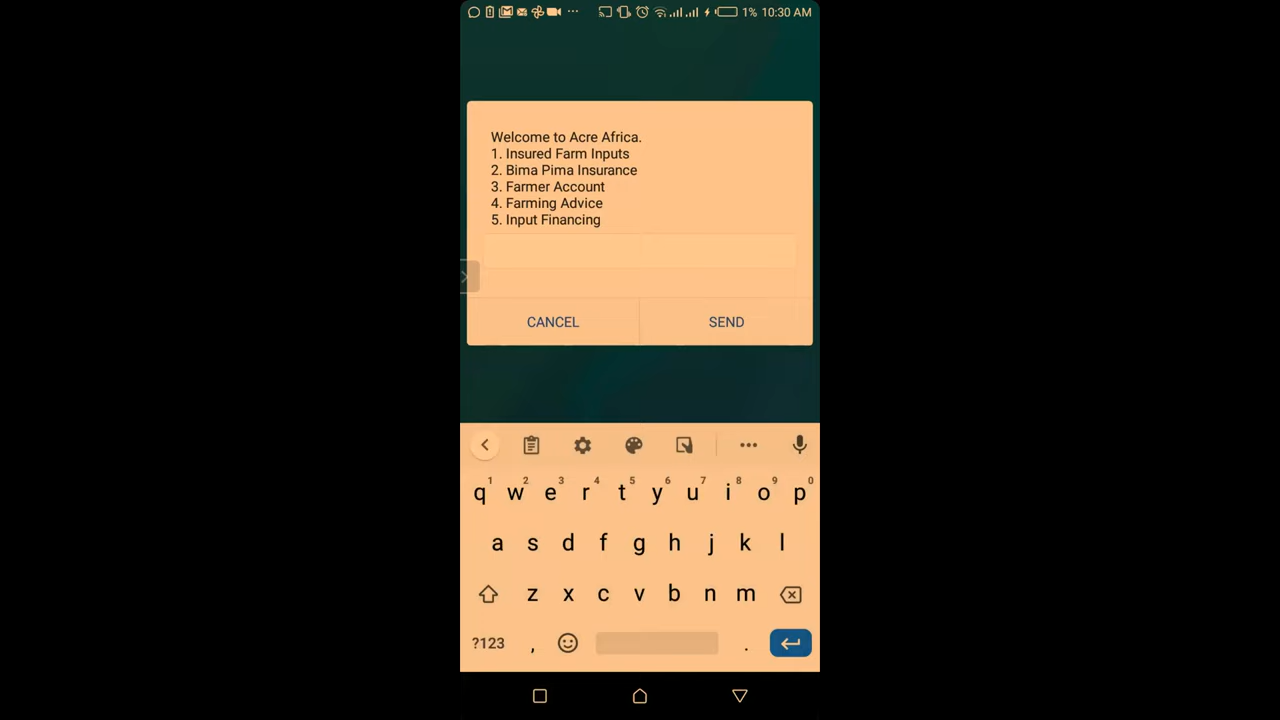 1% 10:30 AM
Welcome to Acre Africa.
1. Insured Farm Inputs
2. Bima Pima Insurance
3. Farmer Account
4. Farming Advice
5. Input Financing
CANCEL SEND
1 2 3 4 5 6 7 8 9 0
q w e r t y u i o p
a s d f g h j k l
z x c v b n m
?123 , .